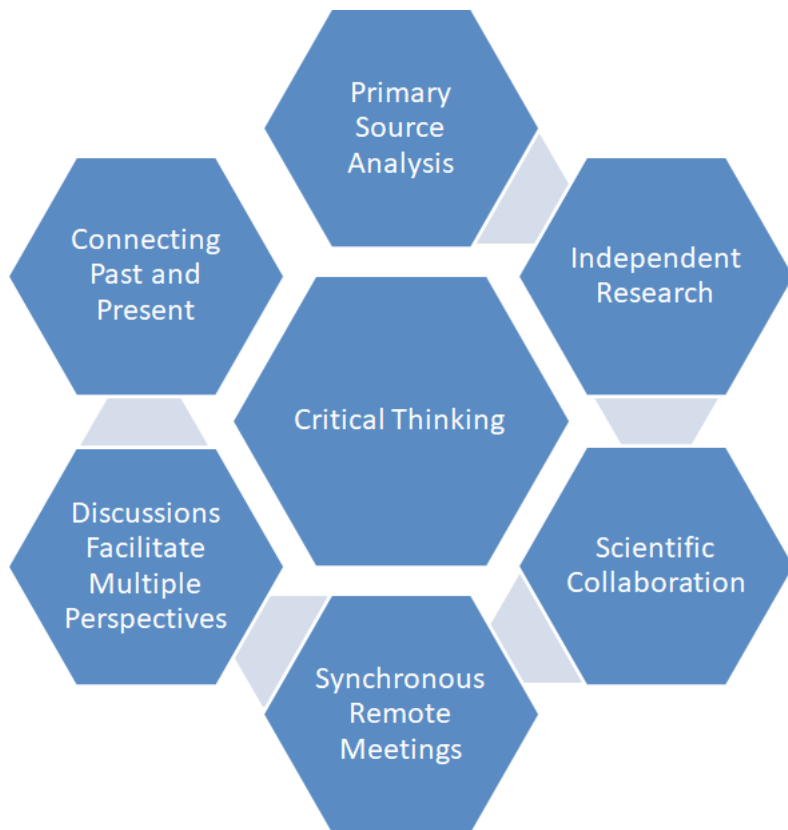 Primary
Source
Analysis
Independent
Research
Scientific
Collaboration
Synchronous
Remote
Meetings
Discussions
Facilitate
Multiple
Perspectives
Connecting
Past and
Present
Critical Thinking